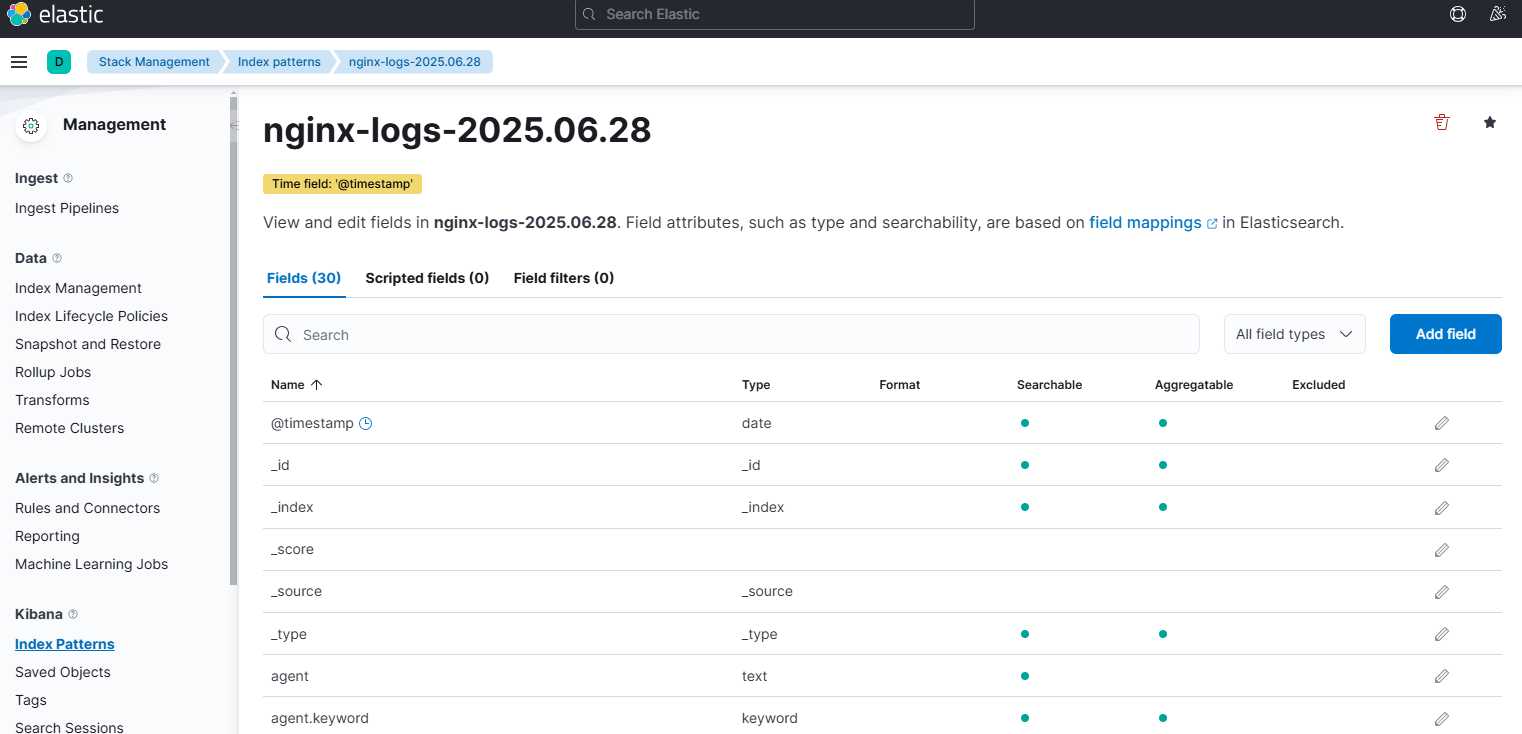 elastic
Search Elastic
D
Stack Management
Index patterns
nginx-logs-2025.06.28
Management
Ingest
Ingest Pipelines
Data
Index Management
Index Lifecycle Policies
Snapshot and Restore
Rollup Jobs
Transforms
Remote Clusters
Alerts and Insights
Rules and Connectors
Reporting
Machine Learning Jobs
Kibana
Index Patterns
Saved Objects
Tags
Search Sessions
nginx-logs-2025.06.28
Time field: '@timestamp'
View and edit fields in nginx-logs-2025.06.28. Field attributes, such as type and searchability, are based on field mappings in Elasticsearch.
Fields (30) Scripted fields (0) Field filters (0)
Search
All field types
Add field
Name Type Format Searchable Aggregatable Excluded
@timestamp date
_id _id
_index _index
_score
_source _source
_type _type
agent text
agent.keyword keyword